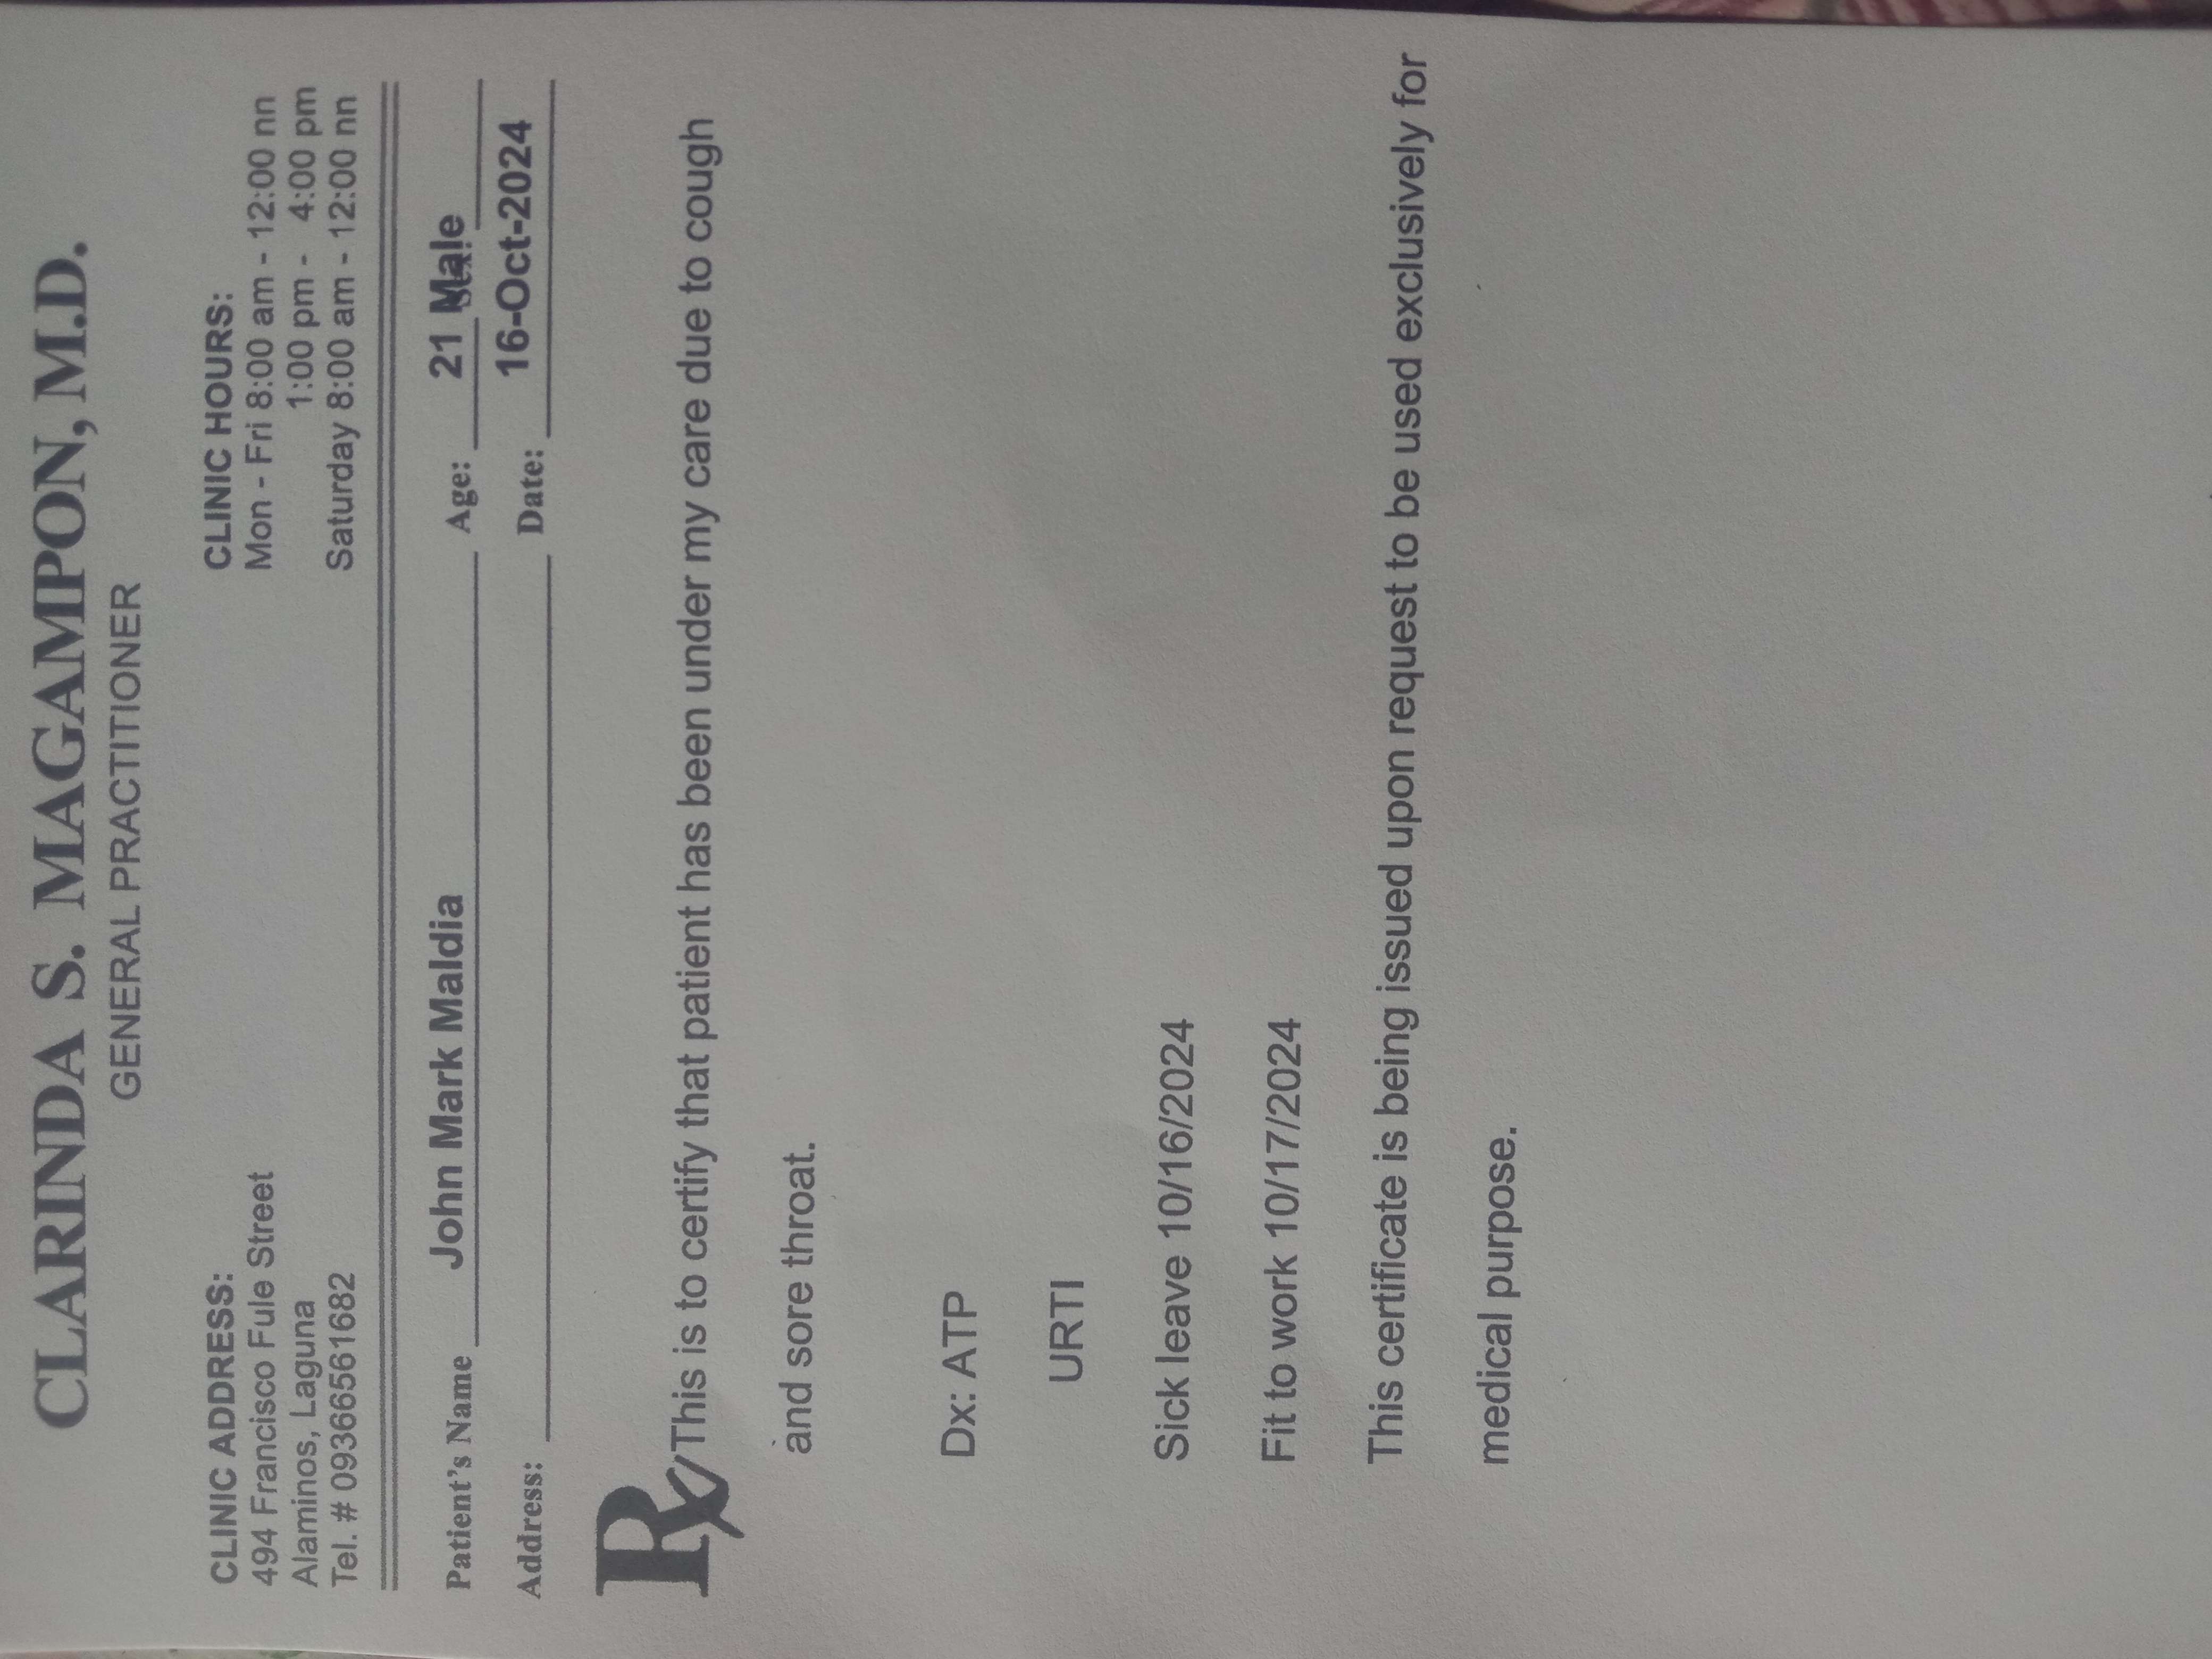 CLARINDA S. MAGAMPON, M.D.
GENERAL PRACTITIONER
CLINIC ADDRESS:
494 Francisco Fule Street
Alaminos, Laguna
Tel. # 09366561682
CLINIC HOURS:
Mon - Fri 8:00 am - 12:00 nn
1:00 pm - 4:00 pm
Saturday 8:00 am - 12:00 nn
Patient's Name John Mark Maldia Age: 21 Sex: Male
Address: Date: 16-Oct-2024
Rx This is to certify that patient has been under my care due to cough
and sore throat.
Dx: ATP
URTI
Sick leave 10/16/2024
Fit to work 10/17/2024
This certificate is being issued upon request to be used exclusively for
medical purpose.